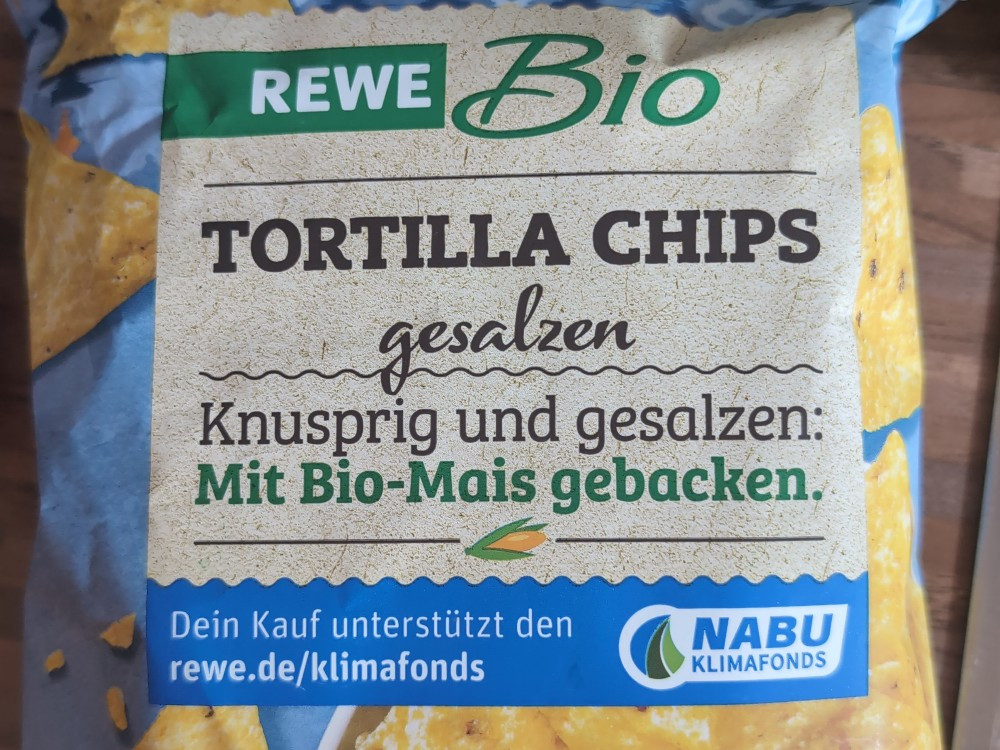 REWE Bio
TORTILLA CHIPS
gesalzen
Knusprig und gesalzen:
Mit Bio-Mais gebacken.
Dein Kauf unterstützt den
rewe.de/klimafonds
NABU
KLIMAFONDS